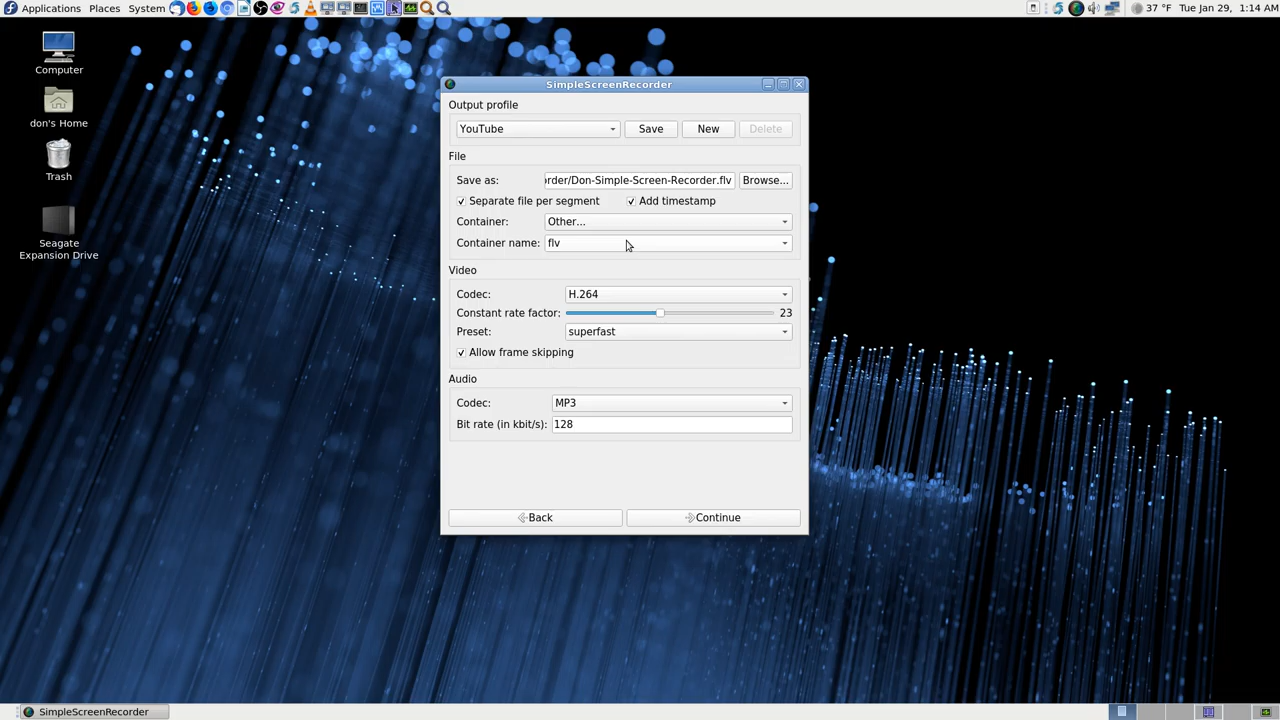 Applications Places System 37 °F Tue Jan 29, 1:14 AM
Computer
don's Home
Trash
Seagate
Expansion Drive
SimpleScreenRecorder
Output profile
YouTube Save New Delete
File
Save as: rder/Don-Simple-Screen-Recorder.flv Browse...
Separate file per segment Add timestamp
Container: Other...
Container name: flv
Video
Codec: H.264
Constant rate factor: 23
Preset: superfast
Allow frame skipping
Audio
Codec: MP3
Bit rate (in kbit/s): 128
Back Continue
SimpleScreenRecorder